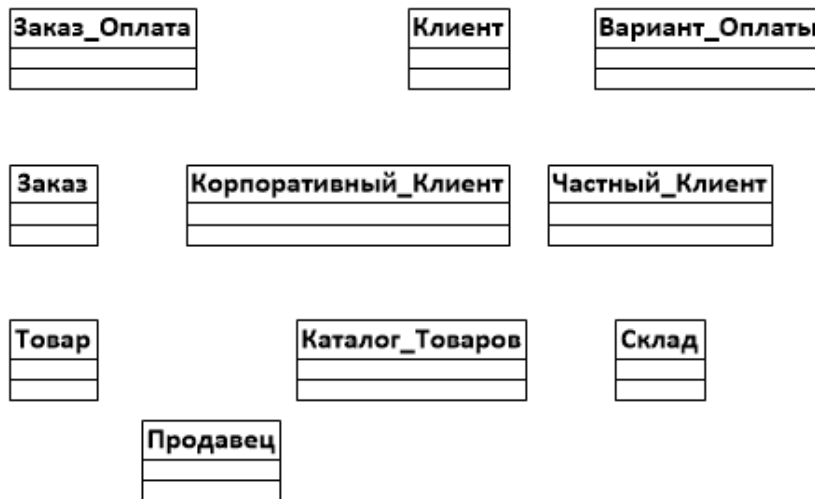 Заказ_Оплата
Клиент
Вариант_Оплаты
Заказ
Корпоративный_Клиент
Частный_Клиент
Товар
Каталог_Товаров
Склад
Продавец